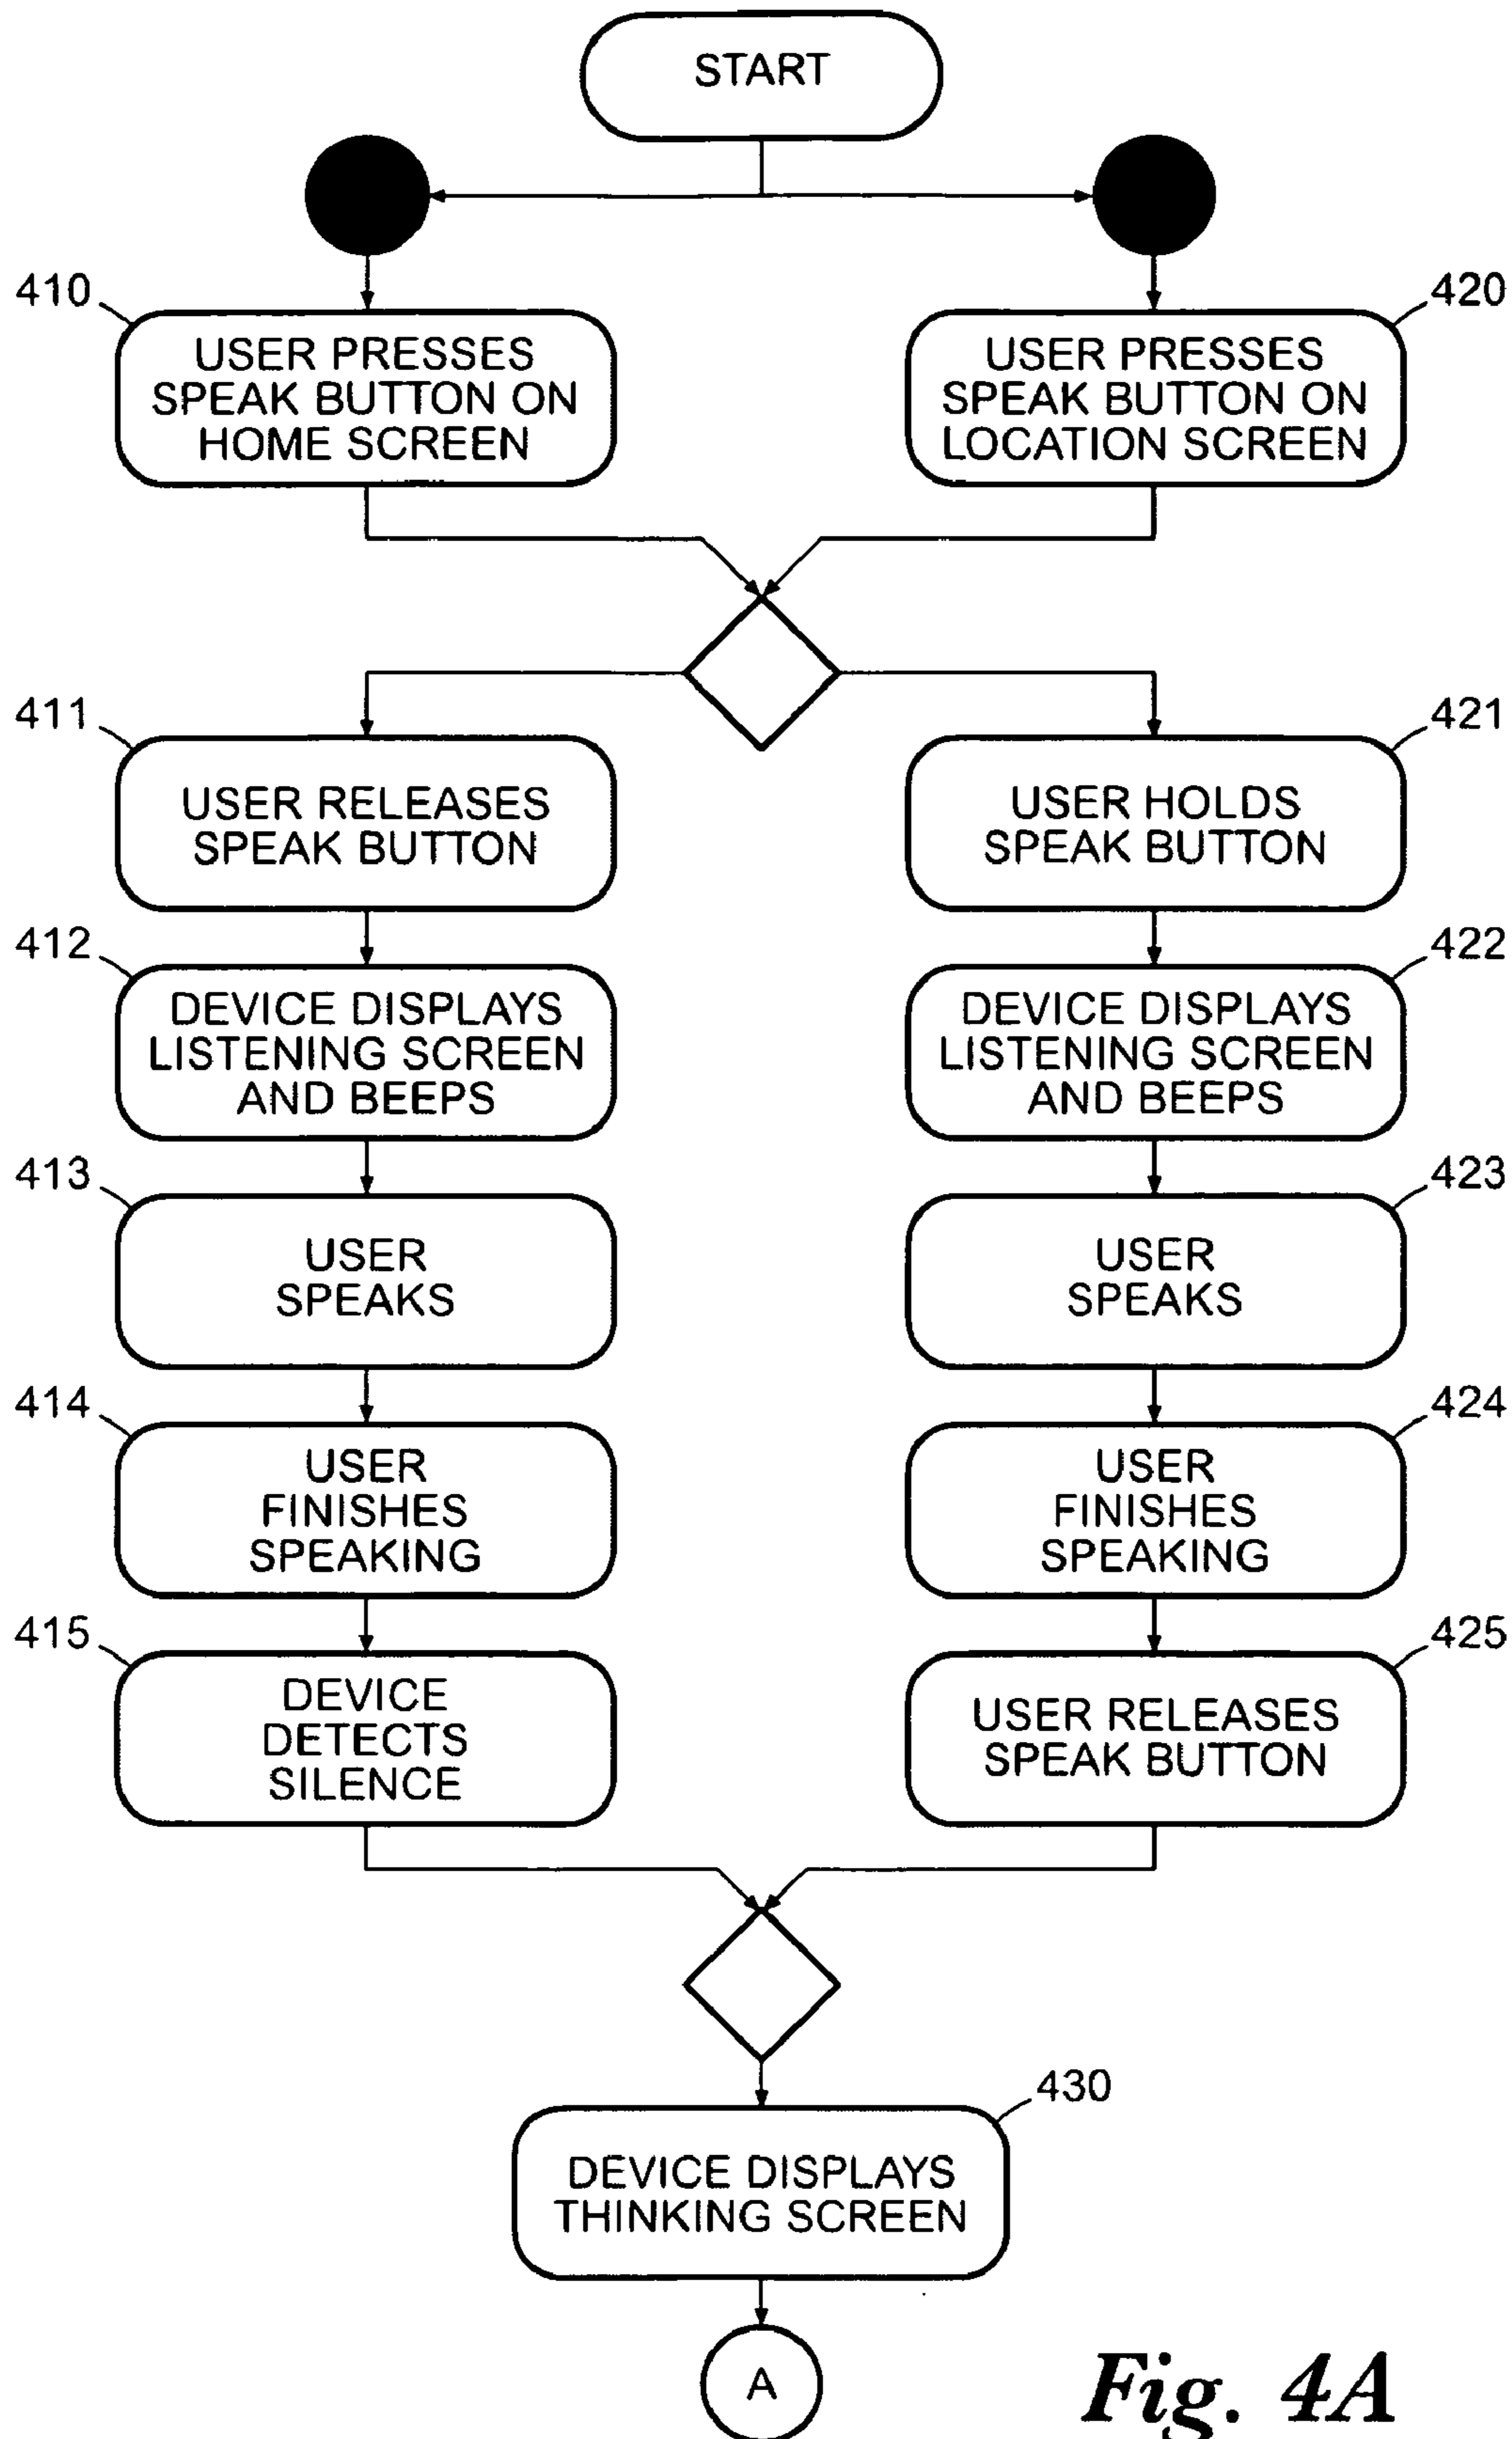 START
410
USER PRESSES
SPEAK BUTTON ON
HOME SCREEN
420
USER PRESSES
SPEAK BUTTON ON
LOCATION SCREEN
411
USER RELEASES
SPEAK BUTTON
421
USER HOLDS
SPEAK BUTTON
412
DEVICE DISPLAYS
LISTENING SCREEN
AND BEEPS
422
DEVICE DISPLAYS
LISTENING SCREEN
AND BEEPS
413
USER
SPEAKS
423
USER
SPEAKS
414
USER
FINISHES
SPEAKING
424
USER
FINISHES
SPEAKING
415
DEVICE
DETECTS
SILENCE
425
USER RELEASES
SPEAK BUTTON
430
DEVICE DISPLAYS
THINKING SCREEN
A
Fig. 4A